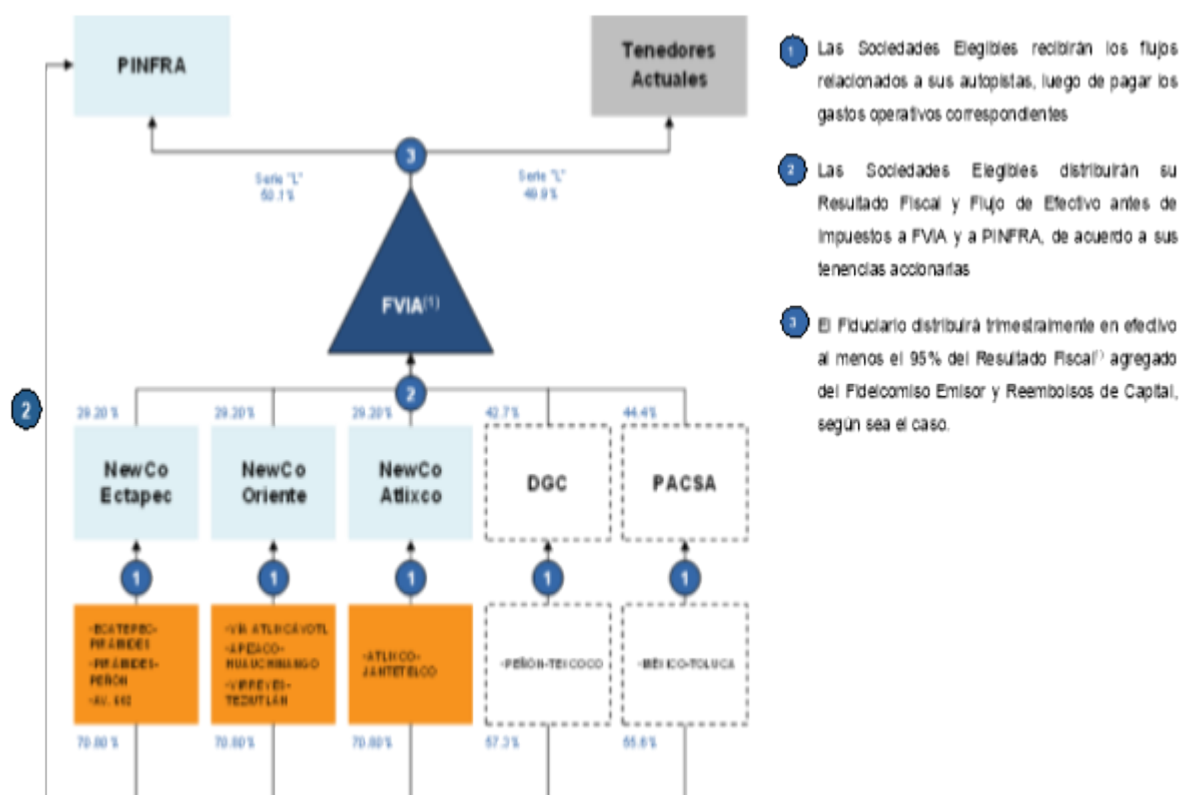 PINFRA
Tenedores
Actuales
3
Serie "L"
50.1%
Serie "L"
49.9%
FVIA(1)
2
2
29.20%
29.20%
29.20%
42.7%
44.4%
NewCo
Ectapec
NewCo
Oriente
NewCo
Atlixco
DGC
PACSA
1
1
1
1
1
•ECATEPEC-
PIRÁMIDES
•PIRÁMIDES-
PEÑÓN
•AV. 602
•VÍA ATLIXCÁYOTL
•APIZACO-
HUAUCHINANGO
•VIRREYES-
TEZIUTLÁN
•ATLIXCO-
JANTETELCO
•PEÑÓN-TEXCOCO
•MÉXICO-TOLUCA
70.80%
70.80%
70.80%
57.3%
55.6%
1
Las Sociedades Elegibles recibirán los flujos
relacionados a sus autopistas, luego de pagar los
gastos operativos correspondientes
2
Las Sociedades Elegibles distribuirán su
Resultado Fiscal y Flujo de Efectivo antes de
Impuestos a FVIA y a PINFRA, de acuerdo a sus
tenencias accionarias
3
El Fiduciario distribuirá trimestralmente en efectivo
al menos el 95% del Resultado Fiscal agregado
del Fideicomiso Emisor y Reembolsos de Capital,
según sea el caso.